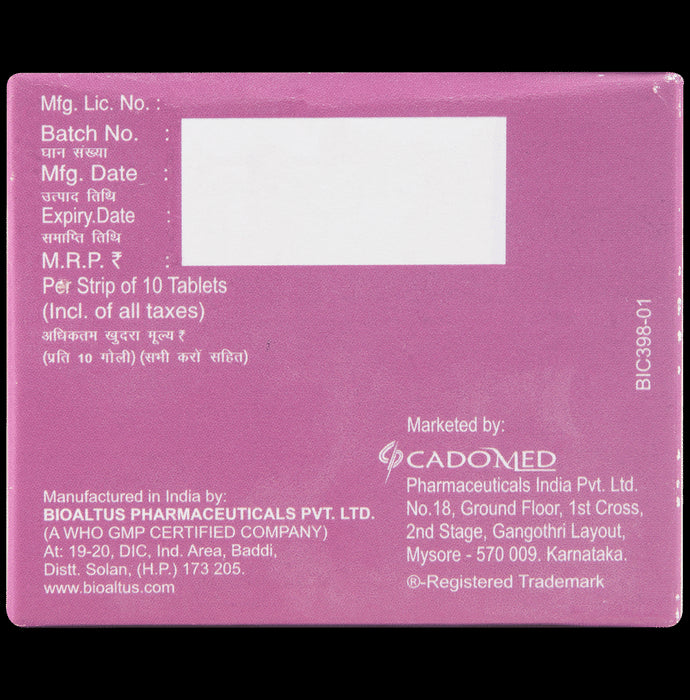 Mfg. Lic. No. :
Batch No. :
घान संख्या
Mfg. Date :
उत्पाद तिथि
Expiry.Date :
समाप्ति तिथि
M.R.P. ₹ :
Per Strip of 10 Tablets
(Incl. of all taxes)
अधिकतम खुदरा मूल्य ₹
(प्रति 10 गोली) (सभी करों सहित)
BIC398-01
Manufactured in India by:
BIOALTUS PHARMACEUTICALS PVT. LTD.
(A WHO GMP CERTIFIED COMPANY)
At: 19-20, DIC, Ind. Area, Baddi,
Distt. Solan, (H.P.) 173 205.
www.bioaltus.com
Marketed by:
CADOMED
Pharmaceuticals India Pvt. Ltd.
No.18, Ground Floor, 1st Cross,
2nd Stage, Gangothri Layout,
Mysore - 570 009. Karnataka.
®-Registered Trademark